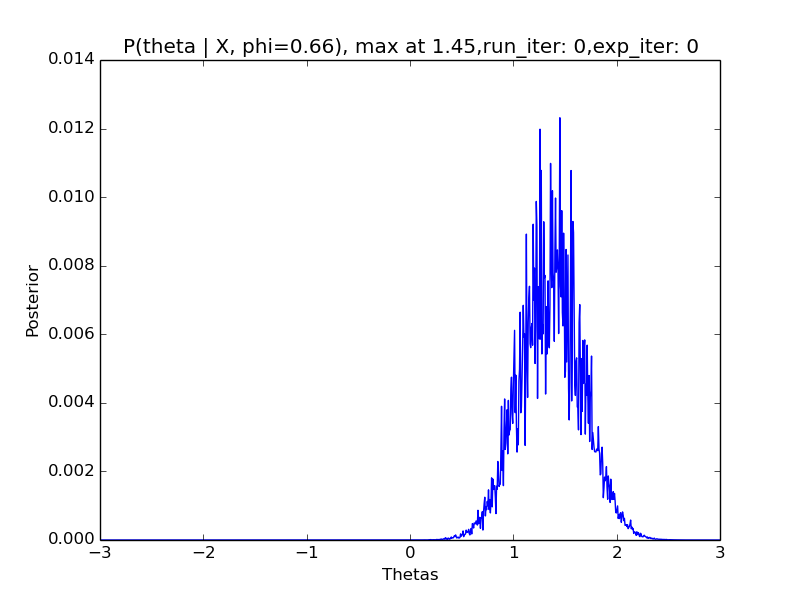 P(theta | X, phi=0.66), max at 1.45,run_iter: 0,exp_iter: 0
0.014
0.012
0.010
0.008
0.006
0.004
0.002
0.000
Posterior
−3 −2 −1 0 1 2 3
Thetas